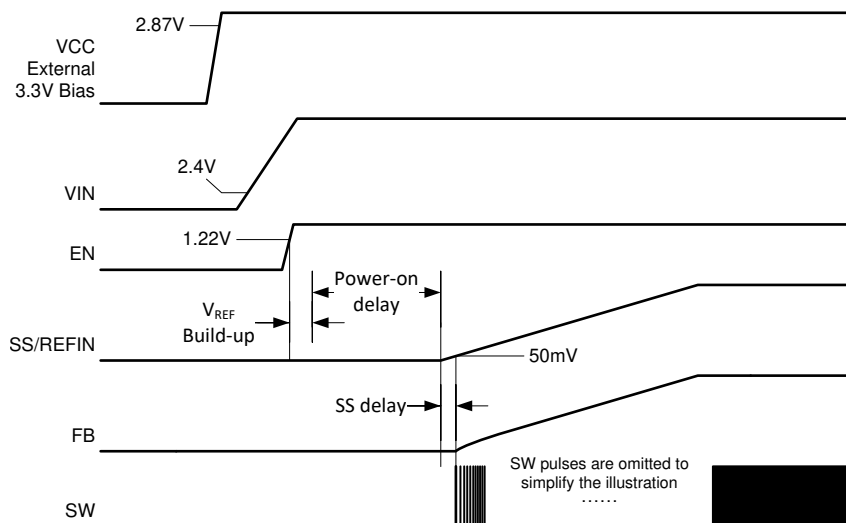 2.87V
VCC
External
3.3V Bias
2.4V
VIN
1.22V
EN
Power-on
delay
VREF
Build-up
SS/REFIN
50mV
SS delay
FB
SW pulses are omitted to
simplify the illustration
......
SW